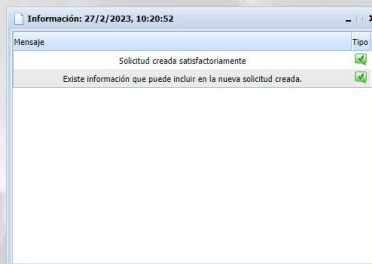 Información: 27/2/2023, 10:20:52
Mensaje Tipo
Solicitud creada satisfactoriamente
Existe información que puede incluir en la nueva solicitud creada.